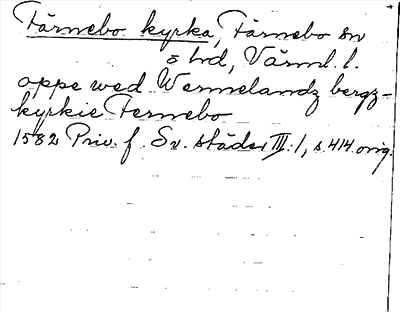 Färnebo kyrka, Färnebo sn
o hd, Värml. l.
oppe wed Wermelandz bergz-
kyrkie Fernebo
1582 Priv. f. Sv. städer III:1, s. 414 orig.